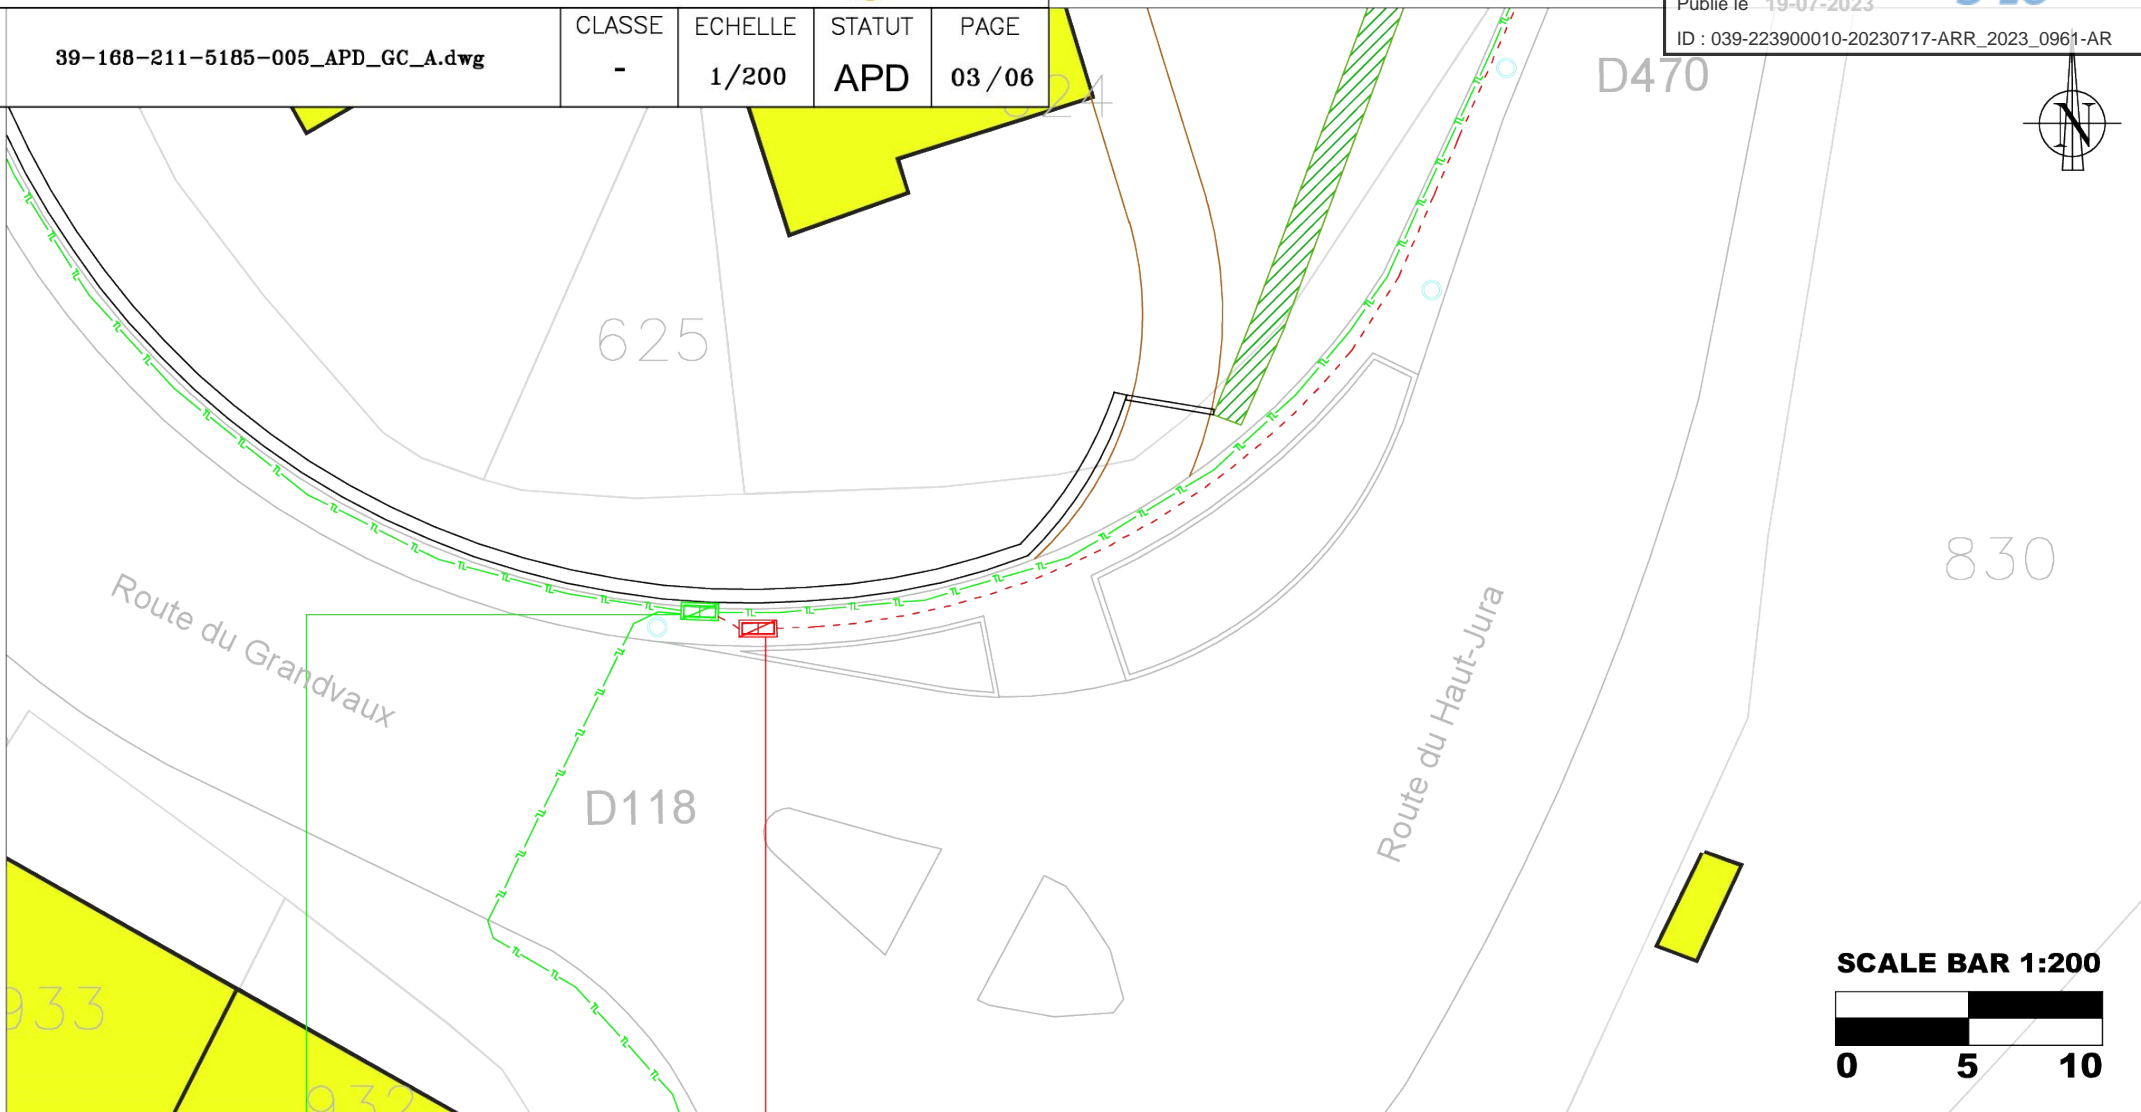 Publié le 19-07-2023
ID : 039-223900010-20230717-ARR_2023_0961-AR
39-168-211-5185-005_APD_GC_A.dwg
CLASSE
-
ECHELLE
1/200
STATUT
APD
PAGE
03/06
D470
N
625
830
Route du Grandvaux
Route du Haut-Jura
D118
933
932
SCALE BAR 1:200
0 5 10